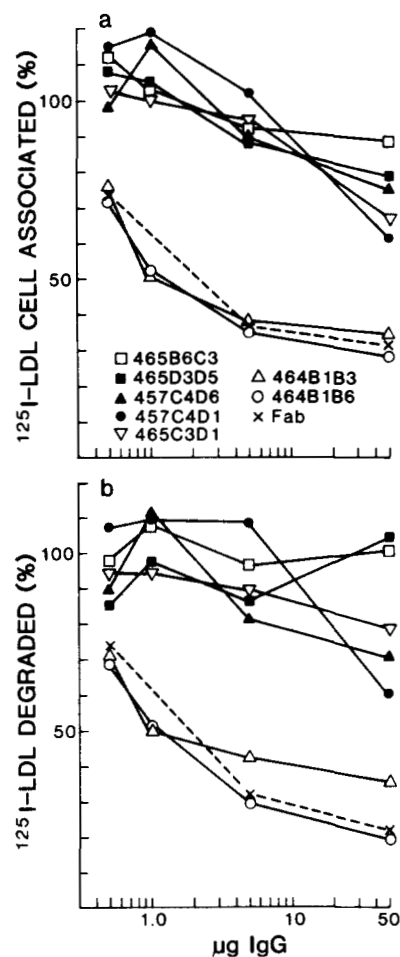 a
100
50
¹²⁵I-LDL CELL ASSOCIATED (%)
465B6C3
465D3D5
457C4D6
457C4D1
465C3D1
464B1B3
464B1B6
Fab
b
100
50
¹²⁵I-LDL DEGRADED (%)
1.0
10
50
µg IgG